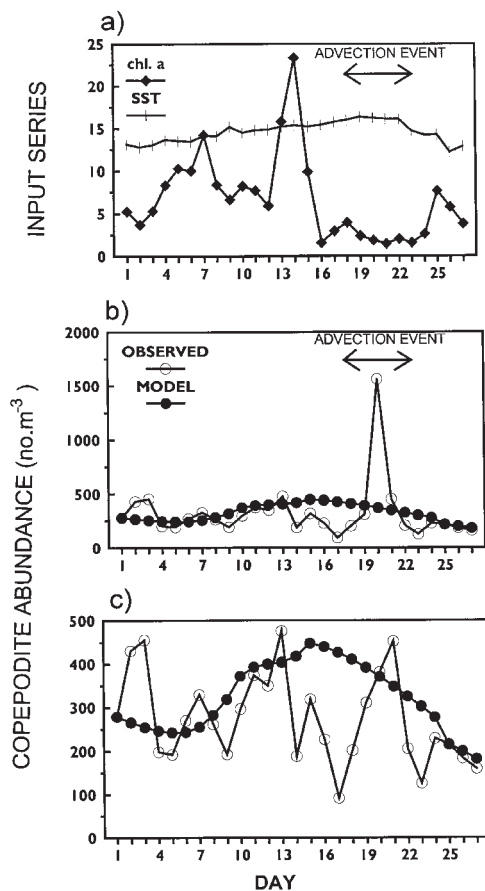 a)
INPUT SERIES
25
20
15
10
5
0
chl. a
SST
ADVECTION EVENT
1 4 7 10 13 16 19 22 25
b)
COPEPODITE ABUNDANCE (no.m⁻³)
2000
1500
1000
500
0
OBSERVED
MODEL
ADVECTION EVENT
1 4 7 10 13 16 19 22 25
c)
500
400
300
200
100
0
1 4 7 10 13 16 19 22 25
DAY